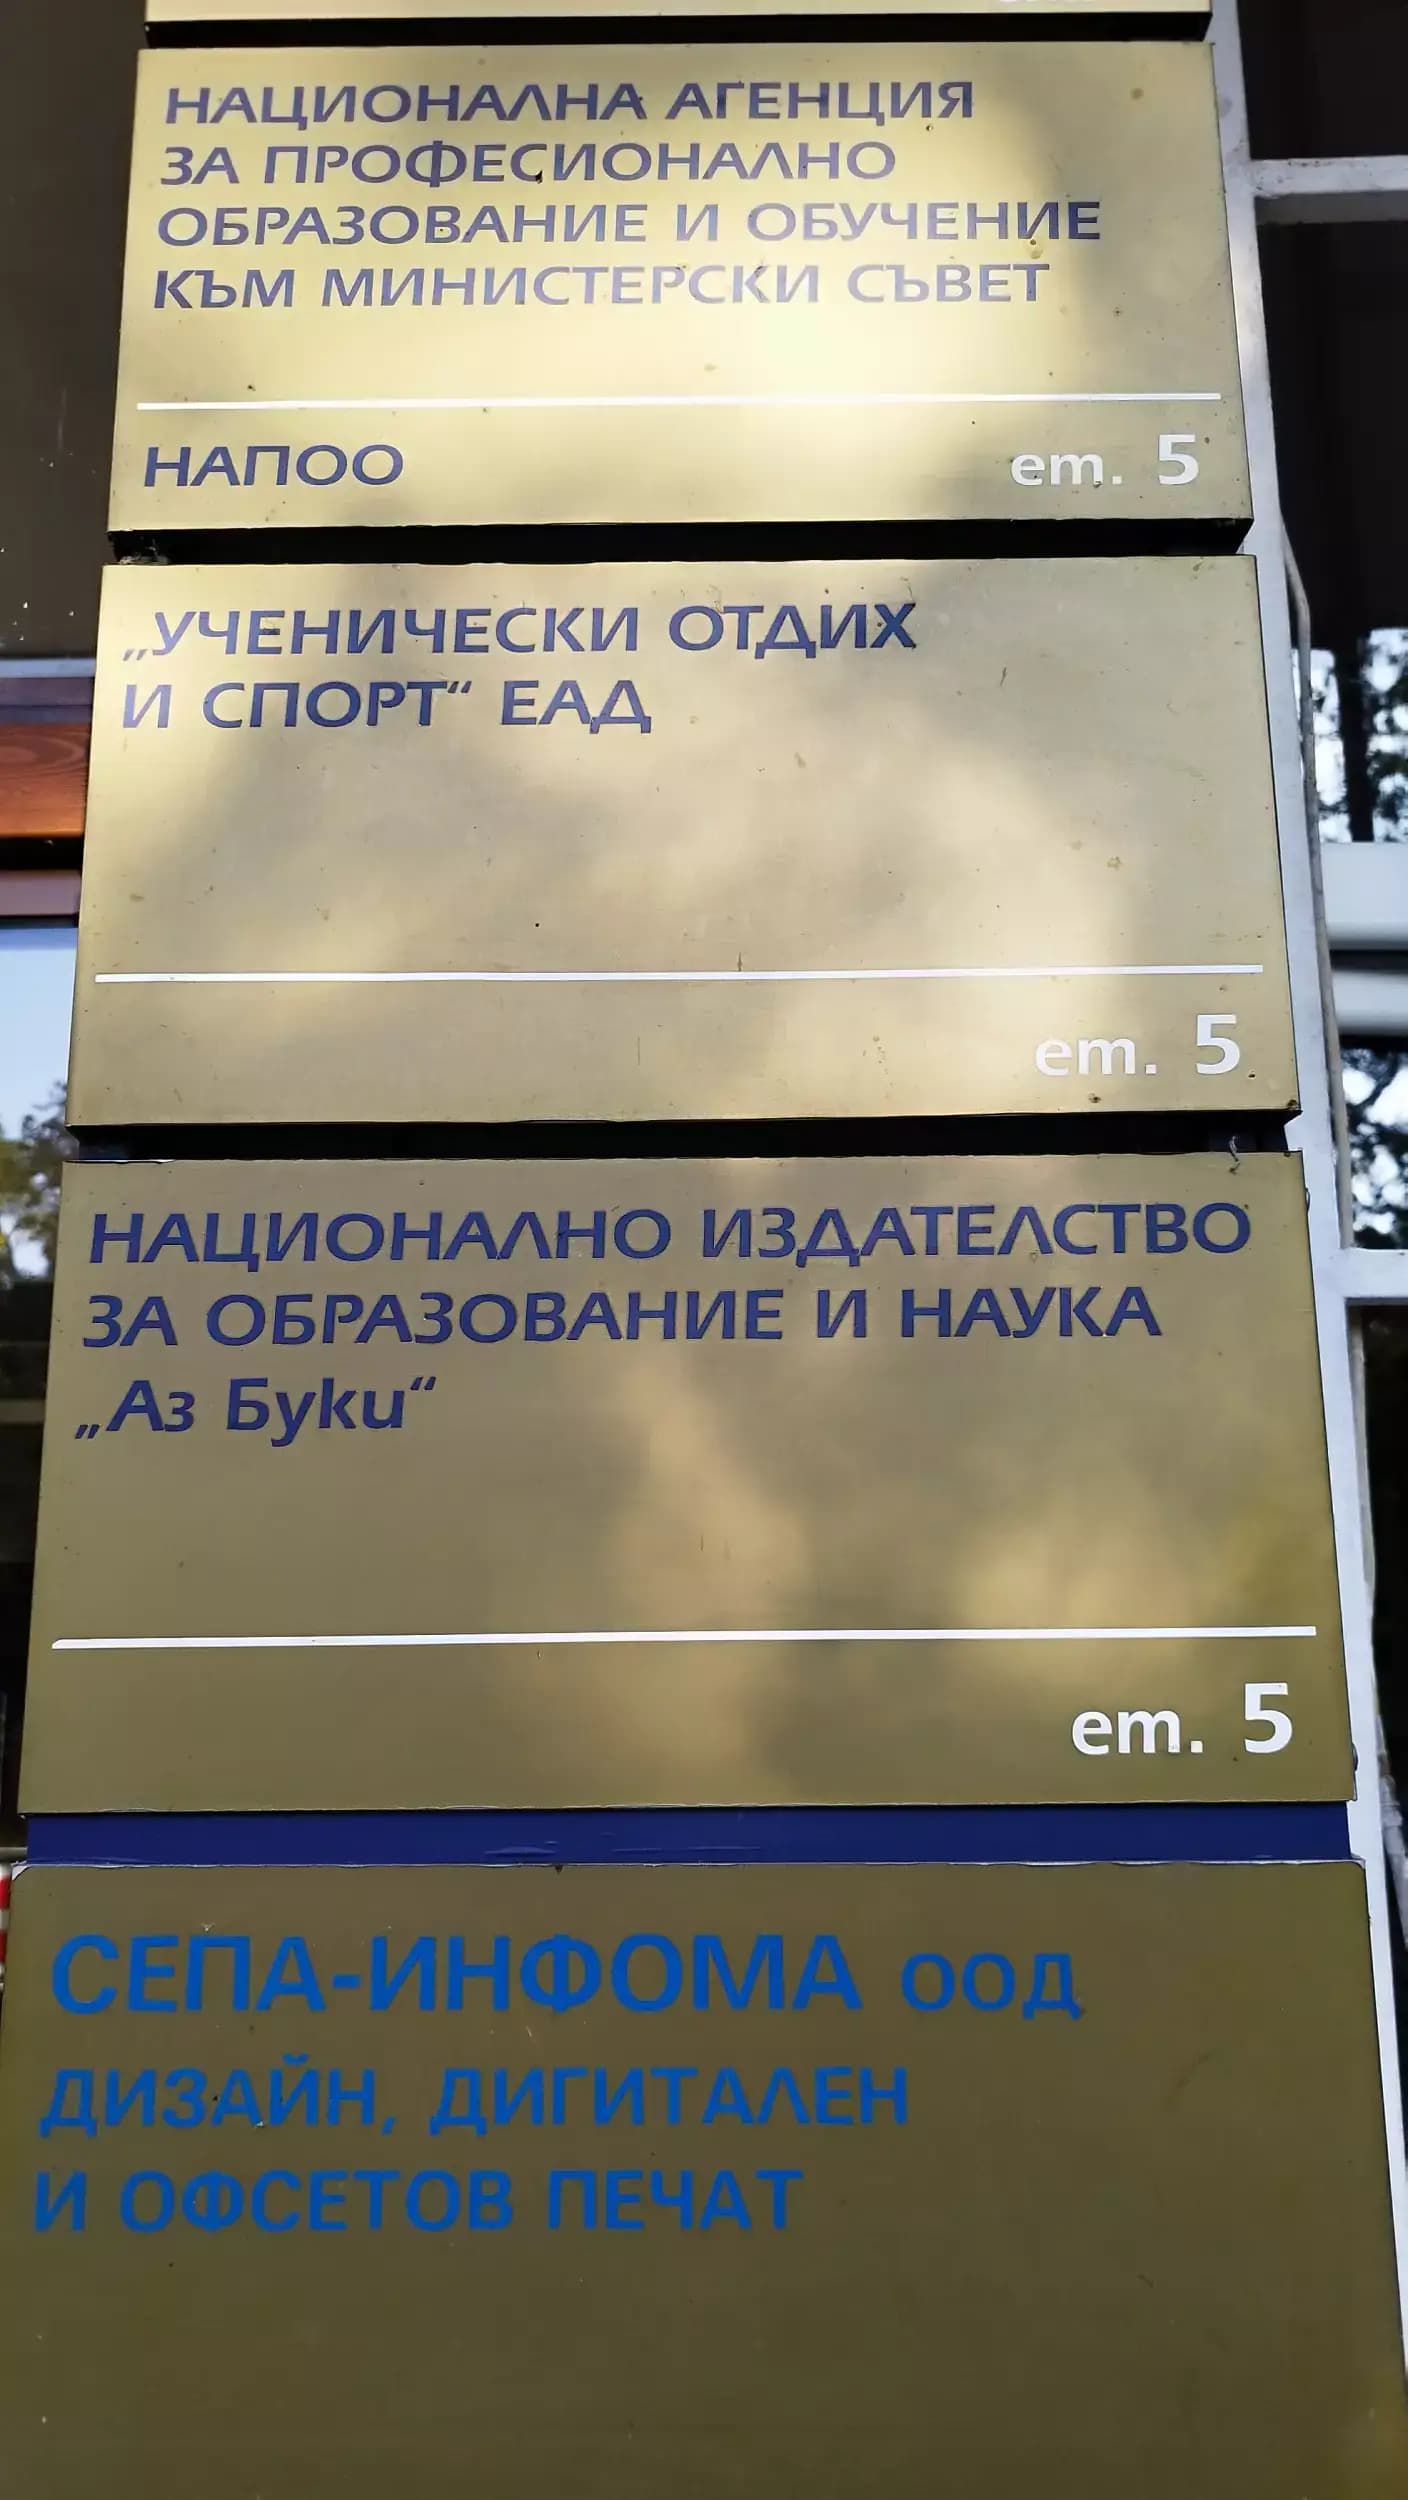 НАЦИОНАЛНА АГЕНЦИЯ
ЗА ПРОФЕСИОНАЛНО
ОБРАЗОВАНИЕ И ОБУЧЕНИЕ
КЪМ МИНИСТЕРСКИ СЪВЕТ
НАПОО ет. 5
„УЧЕНИЧЕСКИ ОТДИХ
И СПОРТ“ ЕАД
ет. 5
НАЦИОНАЛНО ИЗДАТЕЛСТВО
ЗА ОБРАЗОВАНИЕ И НАУКА
„Аз Буки“
ет. 5
СЕПА-ИНФОМА ООД
ДИЗАЙН, ДИГИТАЛЕН
И ОФСЕТОВ ПЕЧАТ